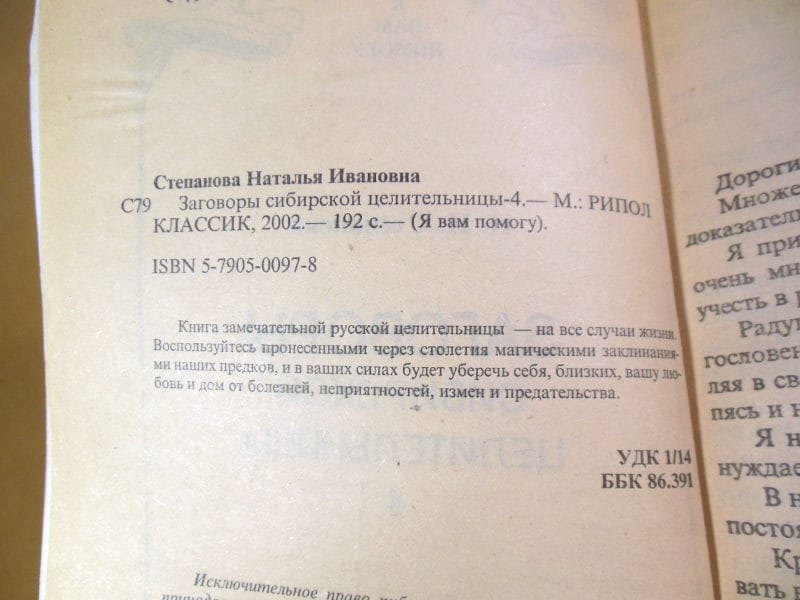 Степанова Наталья Ивановна
С79 Заговоры сибирской целительницы-4.— М.: РИПОЛ
КЛАССИК, 2002.— 192 с.— (Я вам помогу).
ISBN 5-7905-0097-8
Книга замечательной русской целительницы — на все случаи жизни.
Воспользуйтесь пронесенными через столетия магическими заклинания-
ми наших предков, и в ваших силах будет уберечь себя, близких, вашу лю-
бовь и дом от болезней, неприятностей, измен и предательства.
УДК 1/14
ББК 86.391
Исключительное право
Дороги
Множе
доказатель
Я при
очень мн
учесть в р
Радуг
гословен
ляя в св
пясь и н
Я н
нуждае
В н
постоя
Кр
вать